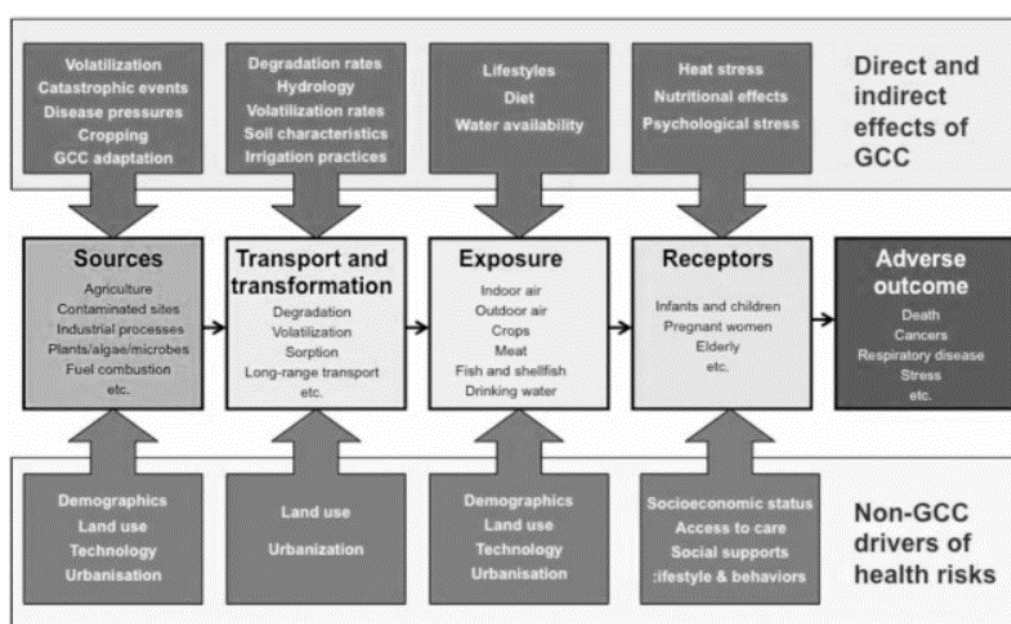 Volatilization
Catastrophic events
Disease pressures
Cropping
GCC adaptation
Degradation rates
Hydrology
Volatilization rates
Soil characteristics
Irrigation practices
Lifestyles
Diet
Water availability
Heat stress
Nutritional effects
Psychological stress
Direct and
indirect
effects of
GCC
Sources
Agriculture
Contaminated sites
Industrial processes
Plants/algae/microbes
Fuel combustion
etc.
Transport and
transformation
Degradation
Volatilization
Sorption
Long-range transport
etc.
Exposure
Indoor air
Outdoor air
Crops
Meat
Fish and shellfish
Drinking water
Receptors
Infants and children
Pregnant women
Elderly
etc.
Adverse
outcome
Death
Cancers
Respiratory disease
Stress
etc.
Demographics
Land use
Technology
Urbanisation
Land use
Urbanization
Demographics
Land use
Technology
Urbanisation
Socioeconomic status
Access to care
Social supports
:ifestyle & behaviors
Non-GCC
drivers of
health risks